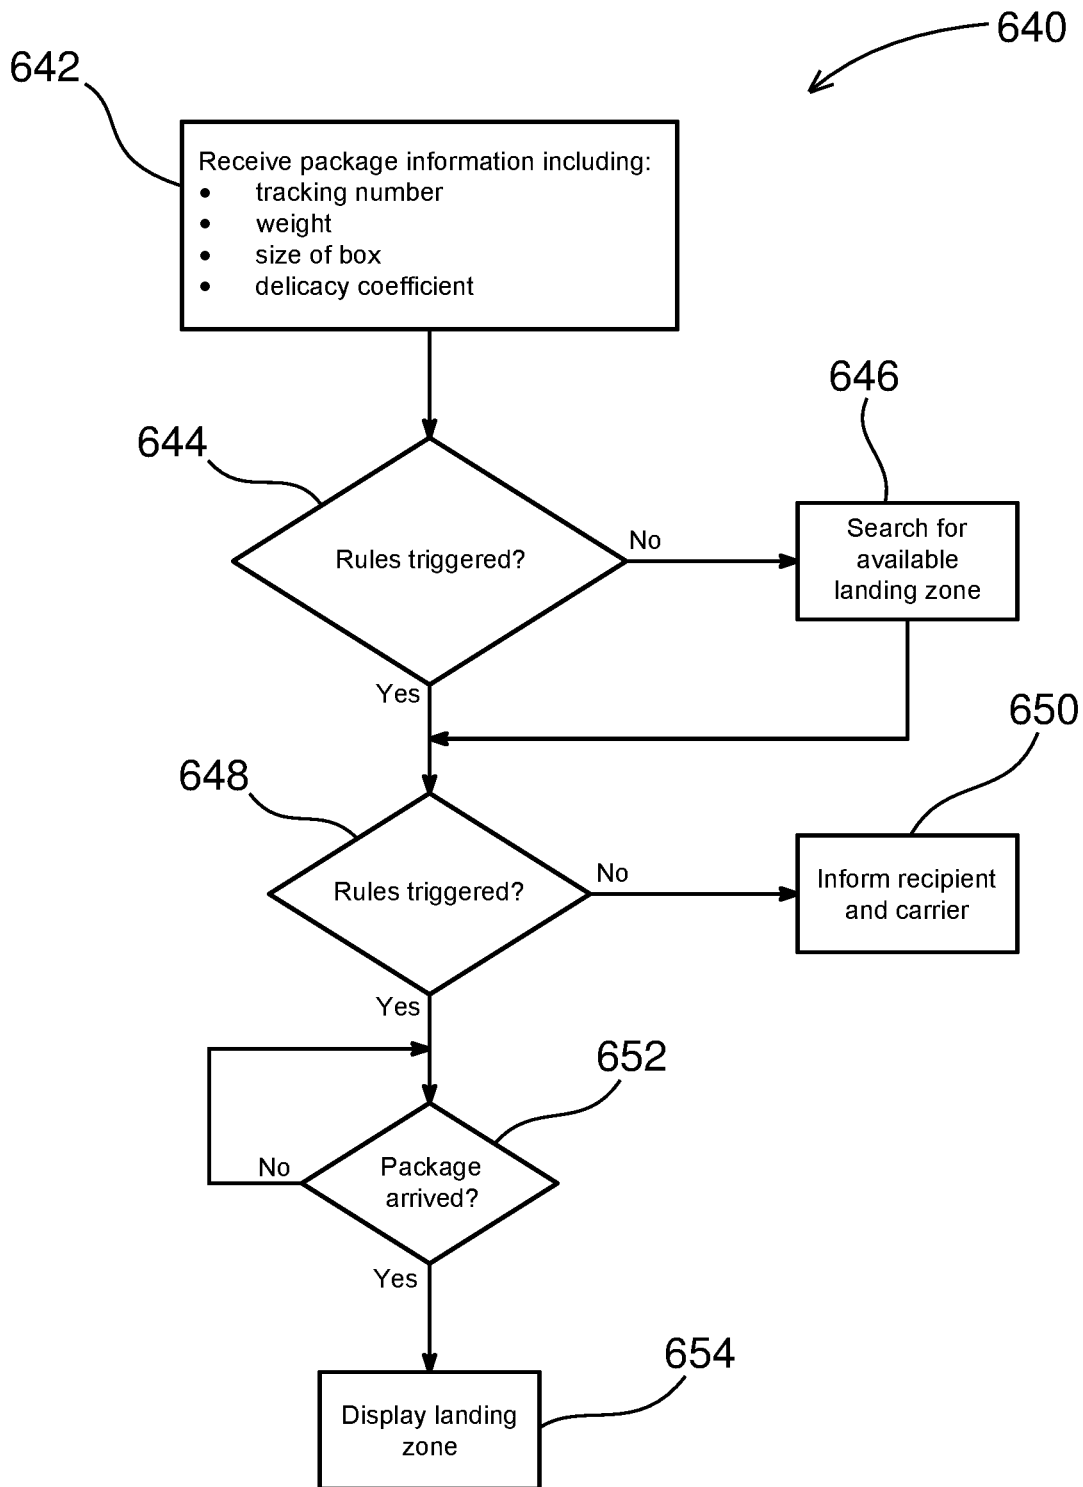 640
642
Receive package information including:
• tracking number
• weight
• size of box
• delicacy coefficient
646
644
Search for
available
landing zone
No
Rules triggered?
Yes
650
648
Inform recipient
and carrier
No
Rules triggered?
Yes
652
No
Package
arrived?
Yes
654
Display landing
zone